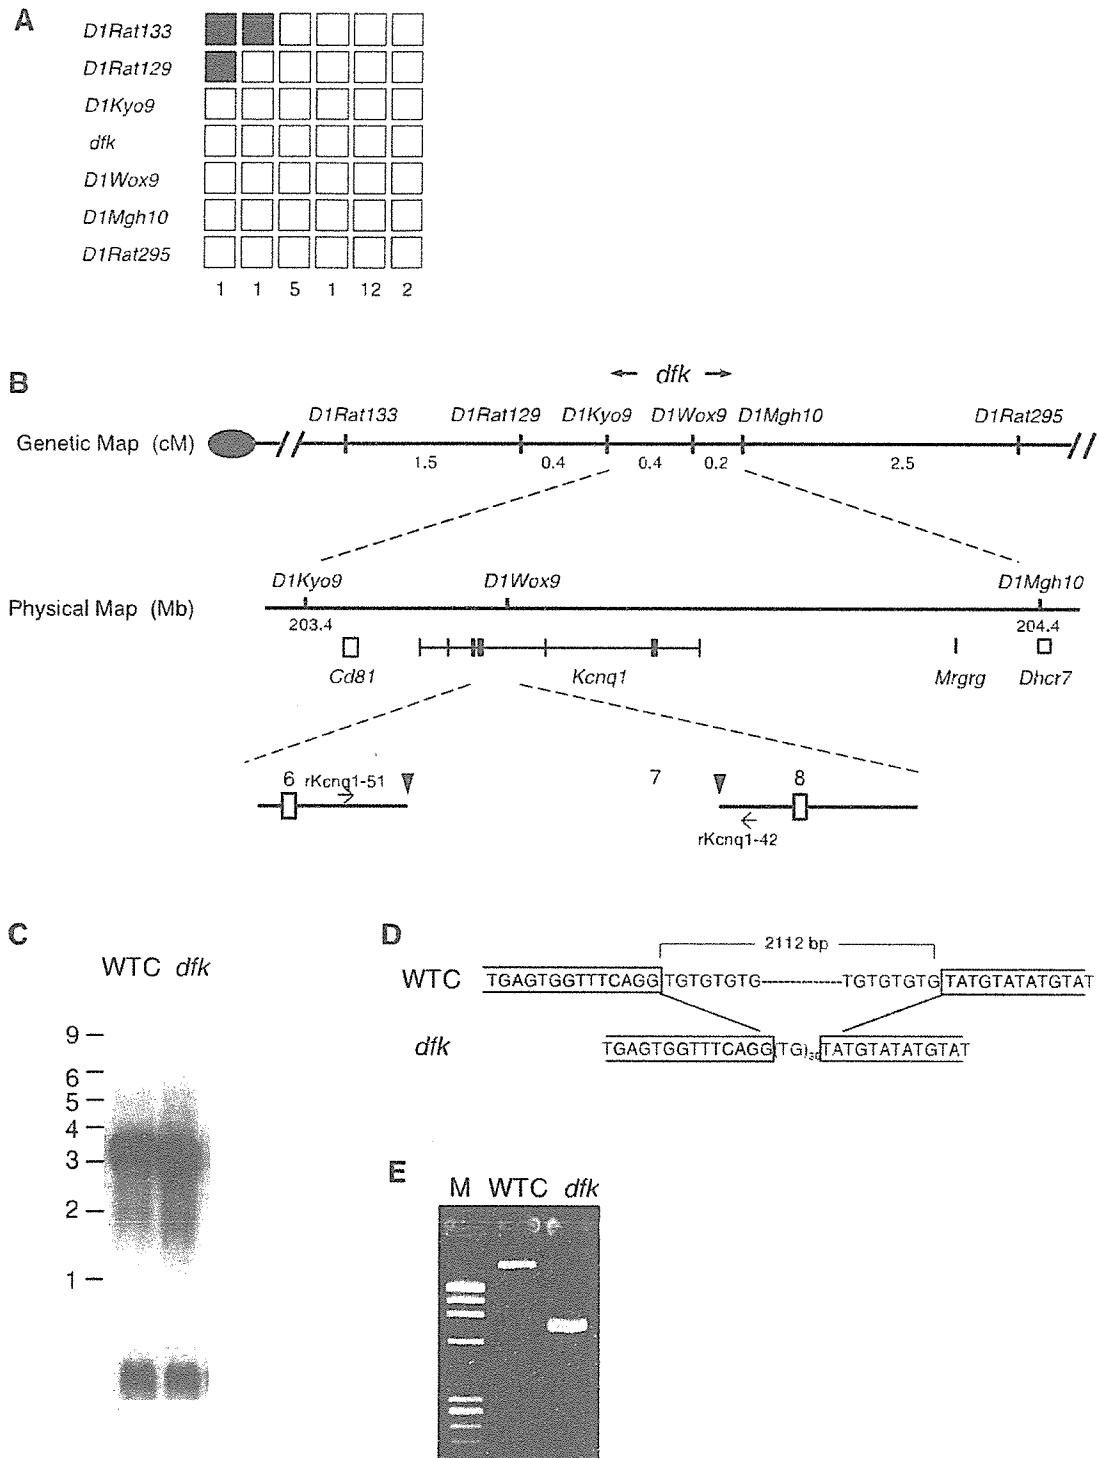 A
D1Rat133
D1Rat129
D1Kyo9
dfk
D1Wox9
D1Mgh10
D1Rat295
1 1 5 1 12 2
B
← dfk →
D1Rat133 D1Rat129 D1Kyo9 D1Wox9 D1Mgh10 D1Rat295
Genetic Map (cM)
1.5 0.4 0.4 0.2 2.5
D1Kyo9 D1Wox9 D1Mgh10
Physical Map (Mb)
203.4 204.4
Cd81 Kcnq1 Mrgrg Dhcr7
6 rKcnq1-51 7 8
rKcnq1-42
C
WTC dfk
9
6
5
4
3
2
1
D
2112 bp
WTC TGAGTGGTTTCAGG TGTGTGTG----------TGTGTGTG TATGTATATGTAT
dfk TGAGTGGTTTCAGG (TG) TATGTATATGTAT
E
M WTC dfk